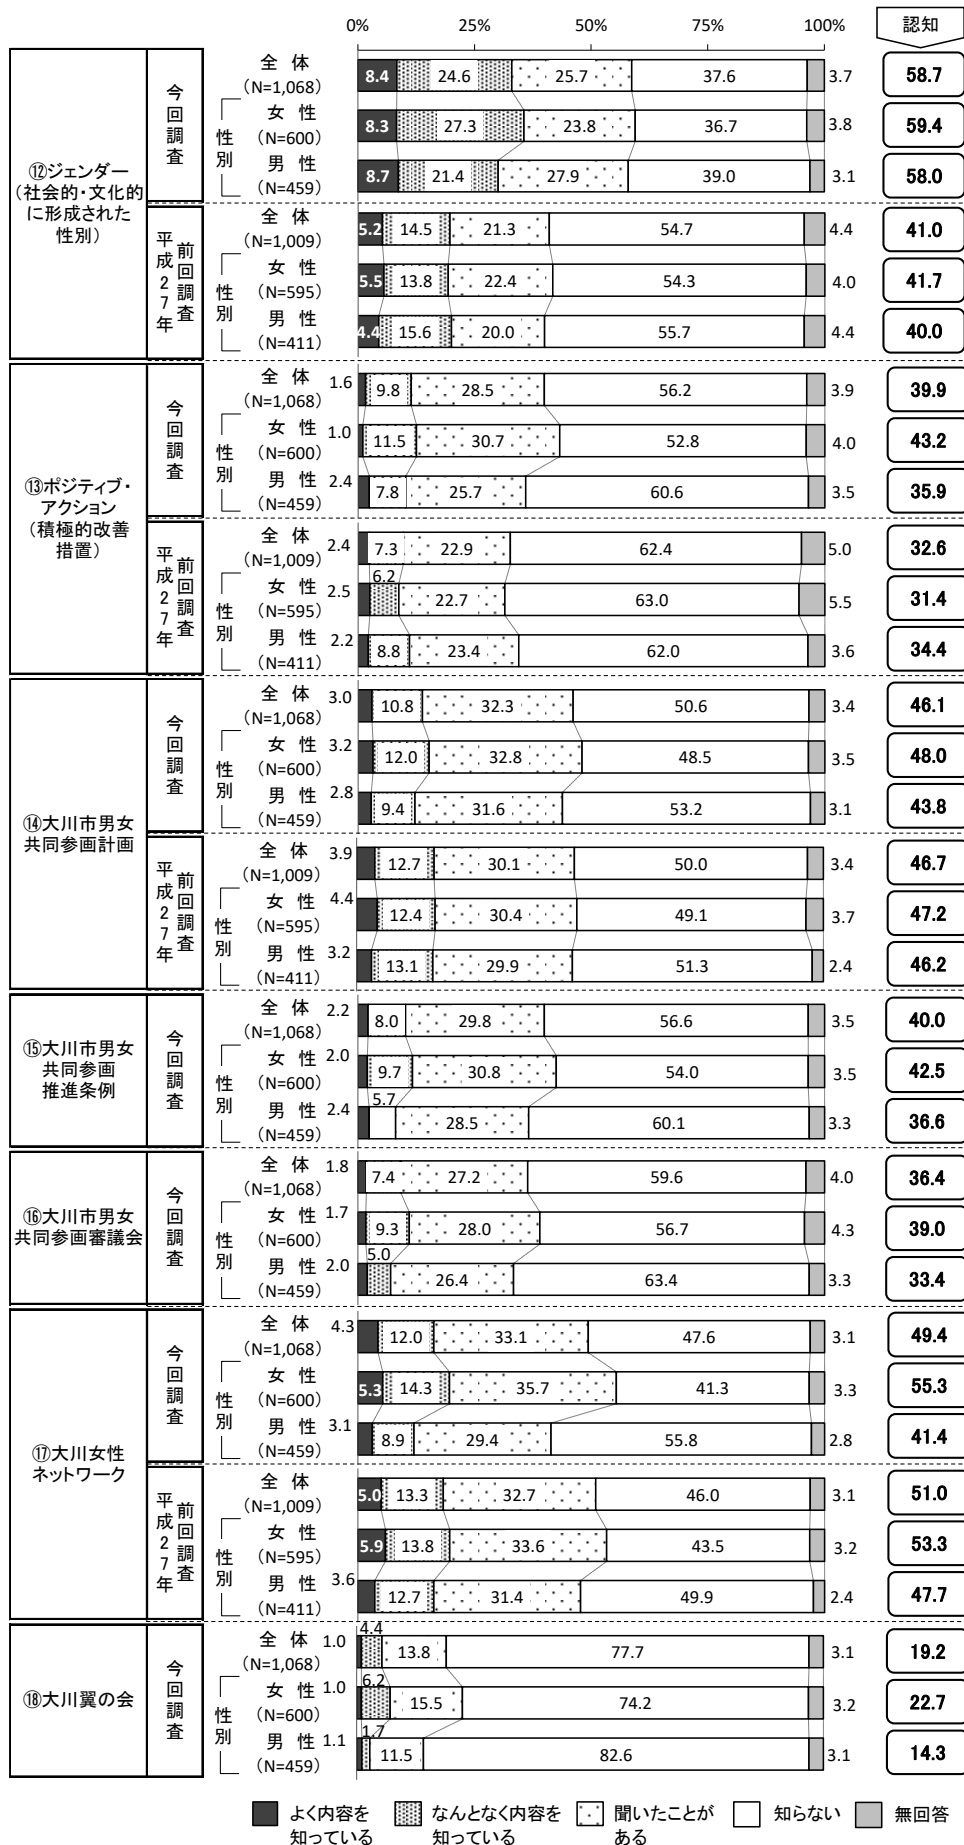 0% 25% 50% 75% 100% 認知
⑫ジェンダー
（社会的・文化的
に形成された
性別）
今回調査
全体
(N=1,068) 8.4 24.6 25.7 37.6 3.7 58.7
性別
女性
(N=600) 8.3 27.3 23.8 36.7 3.8 59.4
男性
(N=459) 8.7 21.4 27.9 39.0 3.1 58.0
前回調査
平成27年
全体
(N=1,009) 5.2 14.5 21.3 54.7 4.4 41.0
性別
女性
(N=595) 5.5 13.8 22.4 54.3 4.0 41.7
男性
(N=411) 4.4 15.6 20.0 55.7 4.4 40.0
⑬ポジティブ・
アクション
（積極的改善
措置）
今回調査
全体
(N=1,068) 1.6 9.8 28.5 56.2 3.9 39.9
性別
女性
(N=600) 1.0 11.5 30.7 52.8 4.0 43.2
男性
(N=459) 2.4 7.8 25.7 60.6 3.5 35.9
前回調査
平成27年
全体
(N=1,009) 2.4 7.3 22.9 62.4 5.0 32.6
性別
女性
(N=595) 2.5 6.2 22.7 63.0 5.5 31.4
男性
(N=411) 2.2 8.8 23.4 62.0 3.6 34.4
⑭大川市男女
共同参画計画
今回調査
全体
(N=1,068) 3.0 10.8 32.3 50.6 3.4 46.1
性別
女性
(N=600) 3.2 12.0 32.8 48.5 3.5 48.0
男性
(N=459) 2.8 9.4 31.6 53.2 3.1 43.8
前回調査
平成27年
全体
(N=1,009) 3.9 12.7 30.1 50.0 3.4 46.7
性別
女性
(N=595) 4.4 12.4 30.4 49.1 3.7 47.2
男性
(N=411) 3.2 13.1 29.9 51.3 2.4 46.2
⑮大川市男女
共同参画
推進条例
今回調査
全体
(N=1,068) 2.2 8.0 29.8 56.6 3.5 40.0
性別
女性
(N=600) 2.0 9.7 30.8 54.0 3.5 42.5
男性
(N=459) 2.4 5.7 28.5 60.1 3.3 36.6
⑯大川市男女
共同参画審議会
今回調査
全体
(N=1,068) 1.8 7.4 27.2 59.6 4.0 36.4
性別
女性
(N=600) 1.7 9.3 28.0 56.7 4.3 39.0
男性
(N=459) 2.0 5.0 26.4 63.4 3.3 33.4
⑰大川女性
ネットワーク
今回調査
全体
(N=1,068) 4.3 12.0 33.1 47.6 3.1 49.4
性別
女性
(N=600) 5.3 14.3 35.7 41.3 3.3 55.3
男性
(N=459) 3.1 8.9 29.4 55.8 2.8 41.4
前回調査
平成27年
全体
(N=1,009) 5.0 13.3 32.7 46.0 3.1 51.0
性別
女性
(N=595) 5.9 13.8 33.6 43.5 3.2 53.3
男性
(N=411) 3.6 12.7 31.4 49.9 2.4 47.7
⑱大川翼の会
今回調査
全体
(N=1,068) 1.0 4.4 13.8 77.7 3.1 19.2
性別
女性
(N=600) 1.0 6.2 15.5 74.2 3.2 22.7
男性
(N=459) 1.1 1.7 11.5 82.6 3.1 14.3
よく内容を
知っている
なんとなく内容を
知っている
聞いたことが
ある
知らない
無回答